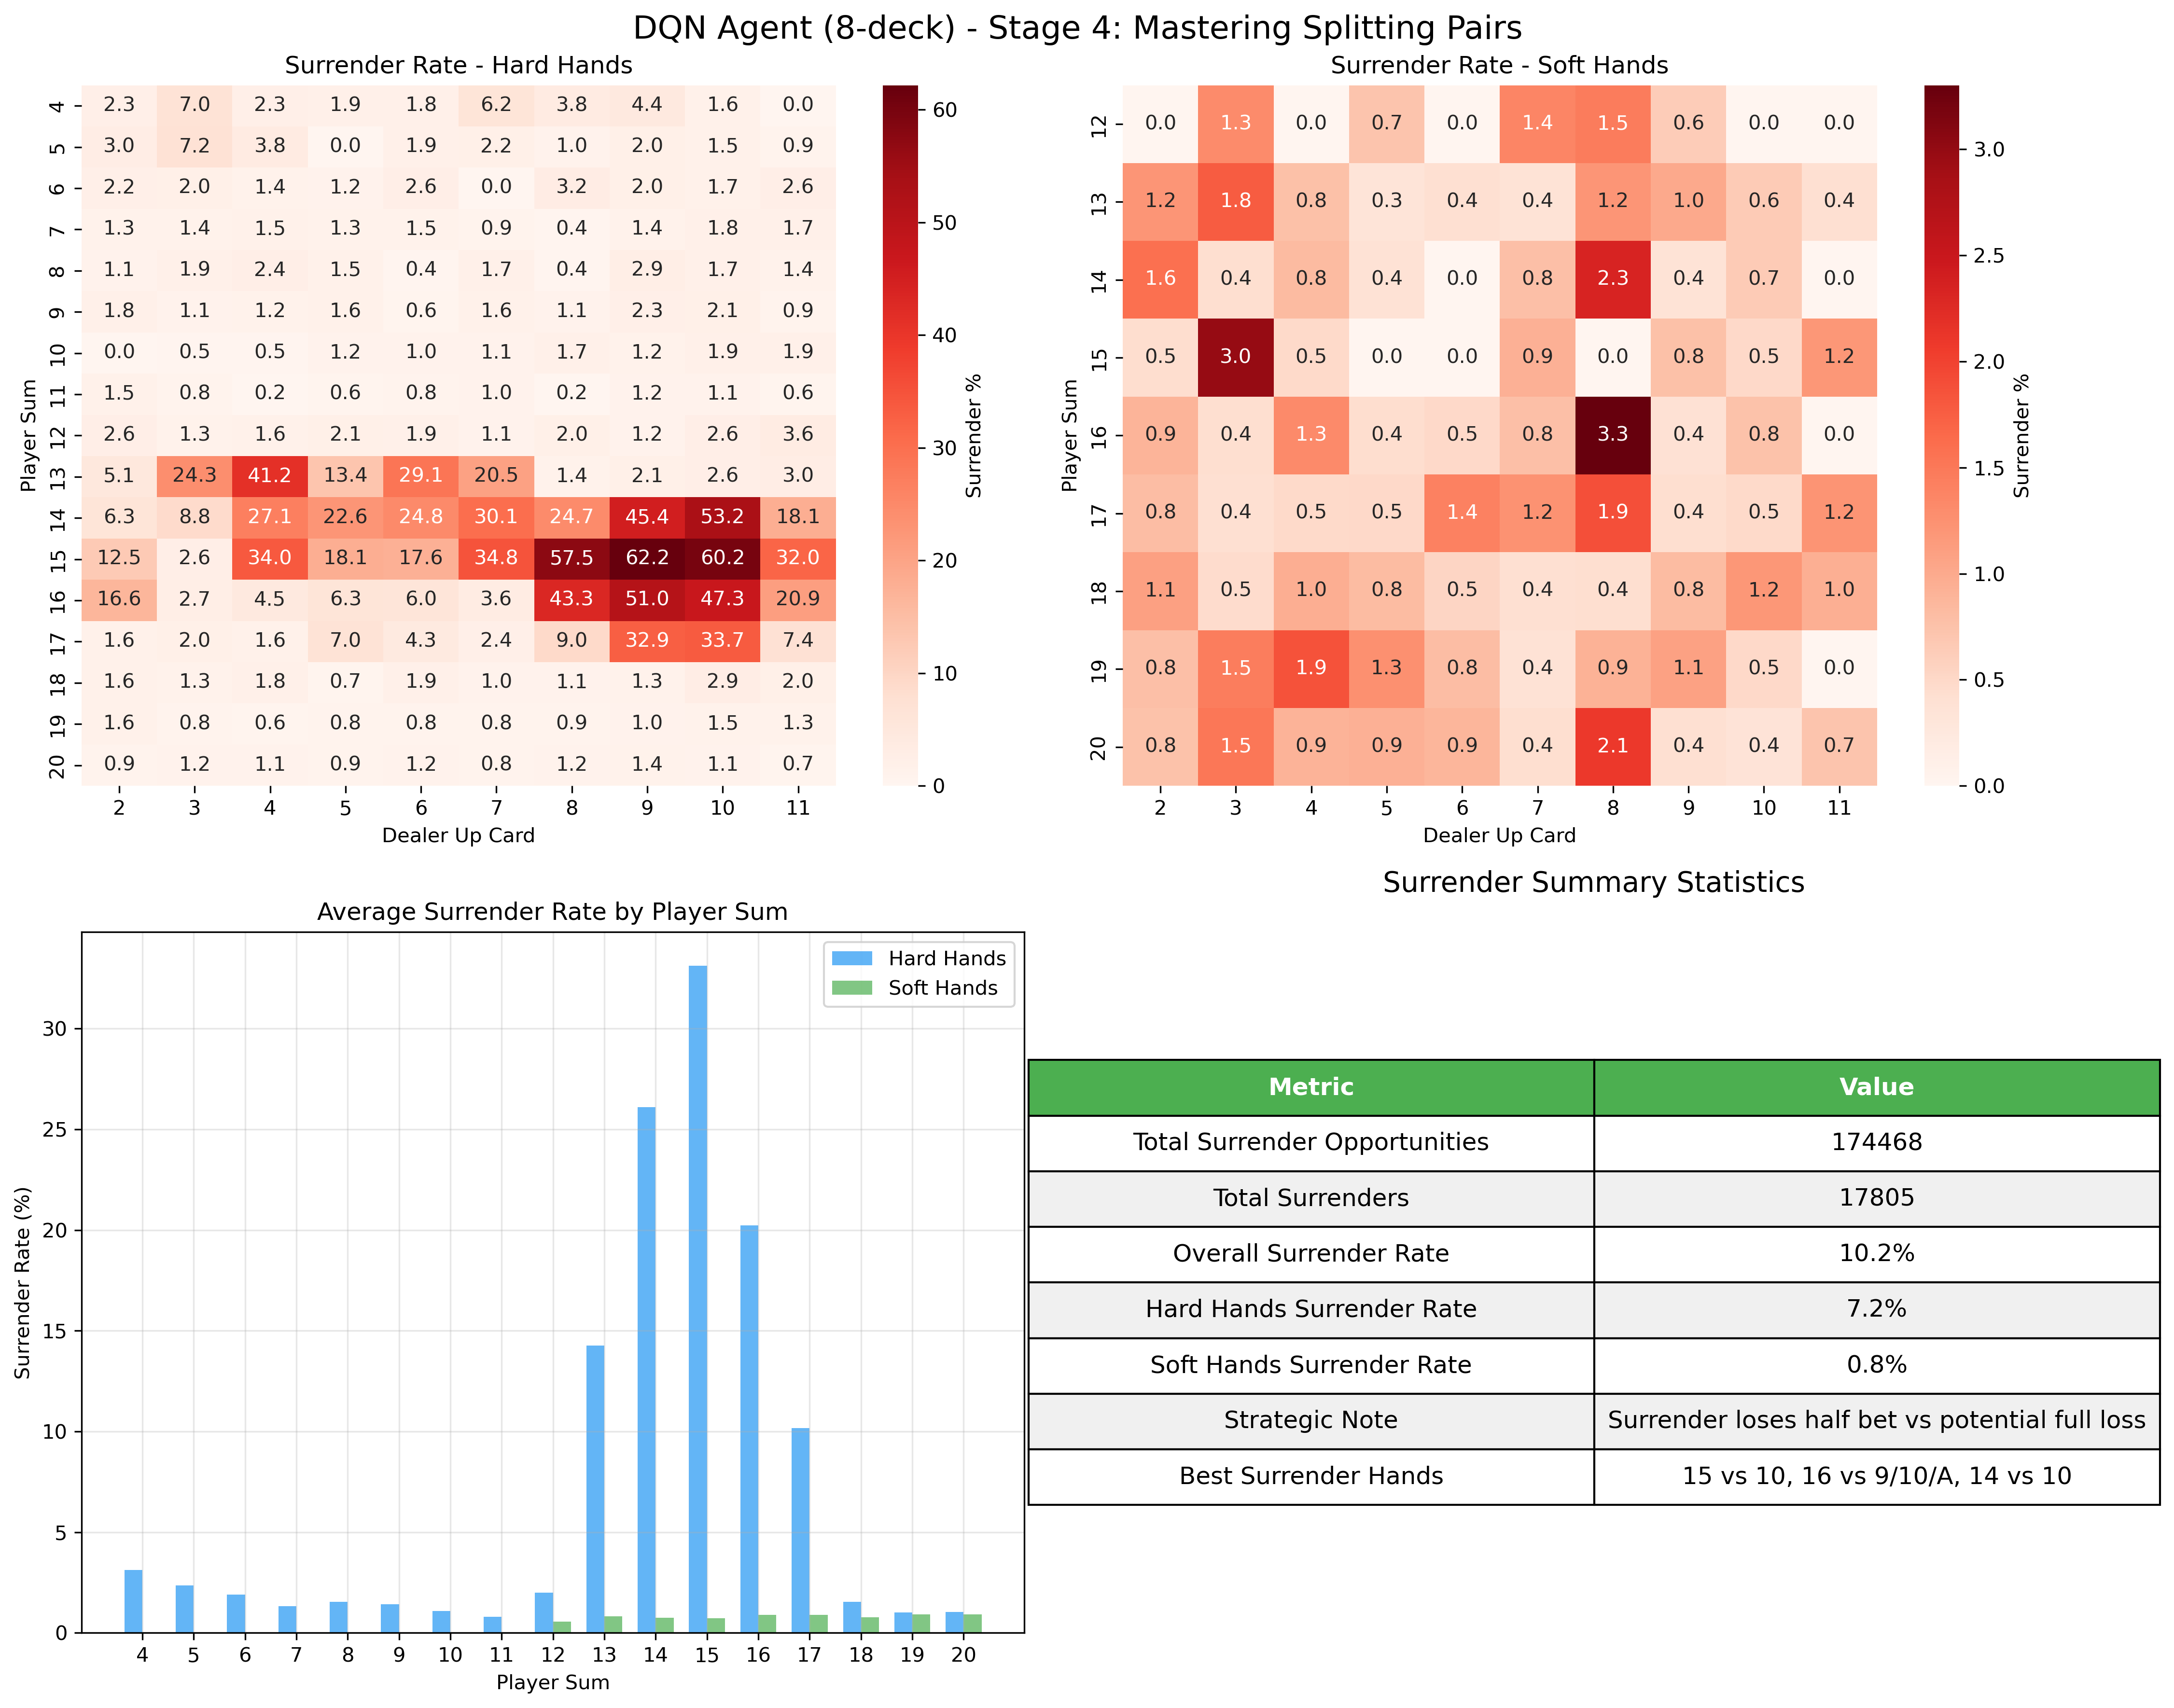 DQN Agent (8-deck) - Stage 4: Mastering Splitting Pairs
Surrender Rate - Hard Hands
Player Sum
4 2.3 7.0 2.3 1.9 1.8 6.2 3.8 4.4 1.6 0.0
5 3.0 7.2 3.8 0.0 1.9 2.2 1.0 2.0 1.5 0.9
6 2.2 2.0 1.4 1.2 2.6 0.0 3.2 2.0 1.7 2.6
7 1.3 1.4 1.5 1.3 1.5 0.9 0.4 1.4 1.8 1.7
8 1.1 1.9 2.4 1.5 0.4 1.7 0.4 2.9 1.7 1.4
9 1.8 1.1 1.2 1.6 0.6 1.6 1.1 2.3 2.1 0.9
10 0.0 0.5 0.5 1.2 1.0 1.1 1.7 1.2 1.9 1.9
11 1.5 0.8 0.2 0.6 0.8 1.0 0.2 1.2 1.1 0.6
12 2.6 1.3 1.6 2.1 1.9 1.1 2.0 1.2 2.6 3.6
13 5.1 24.3 41.2 13.4 29.1 20.5 1.4 2.1 2.6 3.0
14 6.3 8.8 27.1 22.6 24.8 30.1 24.7 45.4 53.2 18.1
15 12.5 2.6 34.0 18.1 17.6 34.8 57.5 62.2 60.2 32.0
16 16.6 2.7 4.5 6.3 6.0 3.6 43.3 51.0 47.3 20.9
17 1.6 2.0 1.6 7.0 4.3 2.4 9.0 32.9 33.7 7.4
18 1.6 1.3 1.8 0.7 1.9 1.0 1.1 1.3 2.9 2.0
19 1.6 0.8 0.6 0.8 0.8 0.8 0.9 1.0 1.5 1.3
20 0.9 1.2 1.1 0.9 1.2 0.8 1.2 1.4 1.1 0.7
2 3 4 5 6 7 8 9 10 11
Dealer Up Card
60
50
40
30
20
10
0
Surrender %
Surrender Rate - Soft Hands
Player Sum
12 0.0 1.3 0.0 0.7 0.0 1.4 1.5 0.6 0.0 0.0
13 1.2 1.8 0.8 0.3 0.4 0.4 1.2 1.0 0.6 0.4
14 1.6 0.4 0.8 0.4 0.0 0.8 2.3 0.4 0.7 0.0
15 0.5 3.0 0.5 0.0 0.0 0.9 0.0 0.8 0.5 1.2
16 0.9 0.4 1.3 0.4 0.5 0.8 3.3 0.4 0.8 0.0
17 0.8 0.4 0.5 0.5 1.4 1.2 1.9 0.4 0.5 1.2
18 1.1 0.5 1.0 0.8 0.5 0.4 0.4 0.8 1.2 1.0
19 0.8 1.5 1.9 1.3 0.8 0.4 0.9 1.1 0.5 0.0
20 0.8 1.5 0.9 0.9 0.9 0.4 2.1 0.4 0.4 0.7
2 3 4 5 6 7 8 9 10 11
Dealer Up Card
3.0
2.5
2.0
1.5
1.0
0.5
0.0
Surrender %
Average Surrender Rate by Player Sum
Hard Hands
Soft Hands
Surrender Rate (%)
30
25
20
15
10
5
0
4 5 6 7 8 9 10 11 12 13 14 15 16 17 18 19 20
Player Sum
Surrender Summary Statistics
Metric Value
Total Surrender Opportunities 174468
Total Surrenders 17805
Overall Surrender Rate 10.2%
Hard Hands Surrender Rate 7.2%
Soft Hands Surrender Rate 0.8%
Strategic Note Surrender loses half bet vs potential full loss
Best Surrender Hands 15 vs 10, 16 vs 9/10/A, 14 vs 10